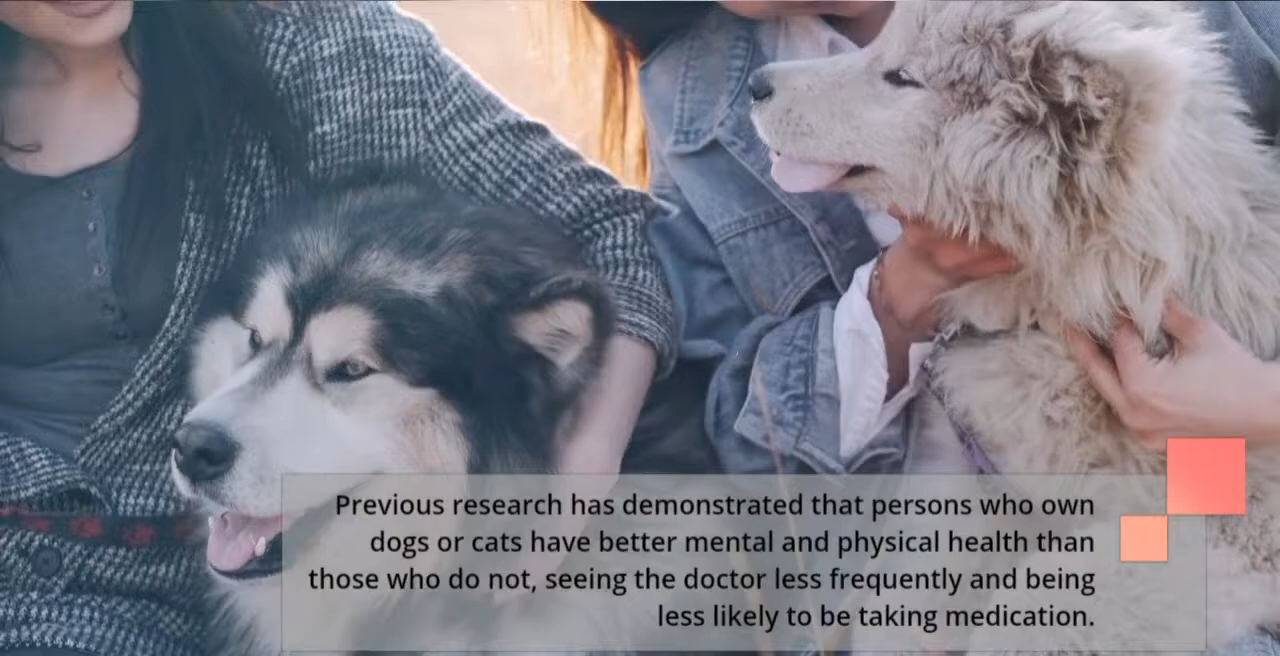 Previous research has demonstrated that persons who own
dogs or cats have better mental and physical health than
those who do not, seeing the doctor less frequently and being
less likely to be taking medication.